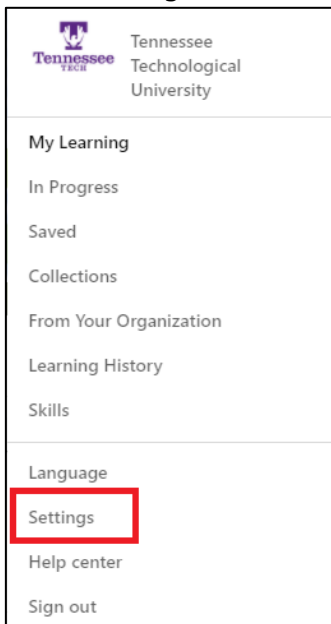 Tennessee
TECH
Tennessee
Technological
University
My Learning
In Progress
Saved
Collections
From Your Organization
Learning History
Skills
Language
Settings
Help center
Sign out